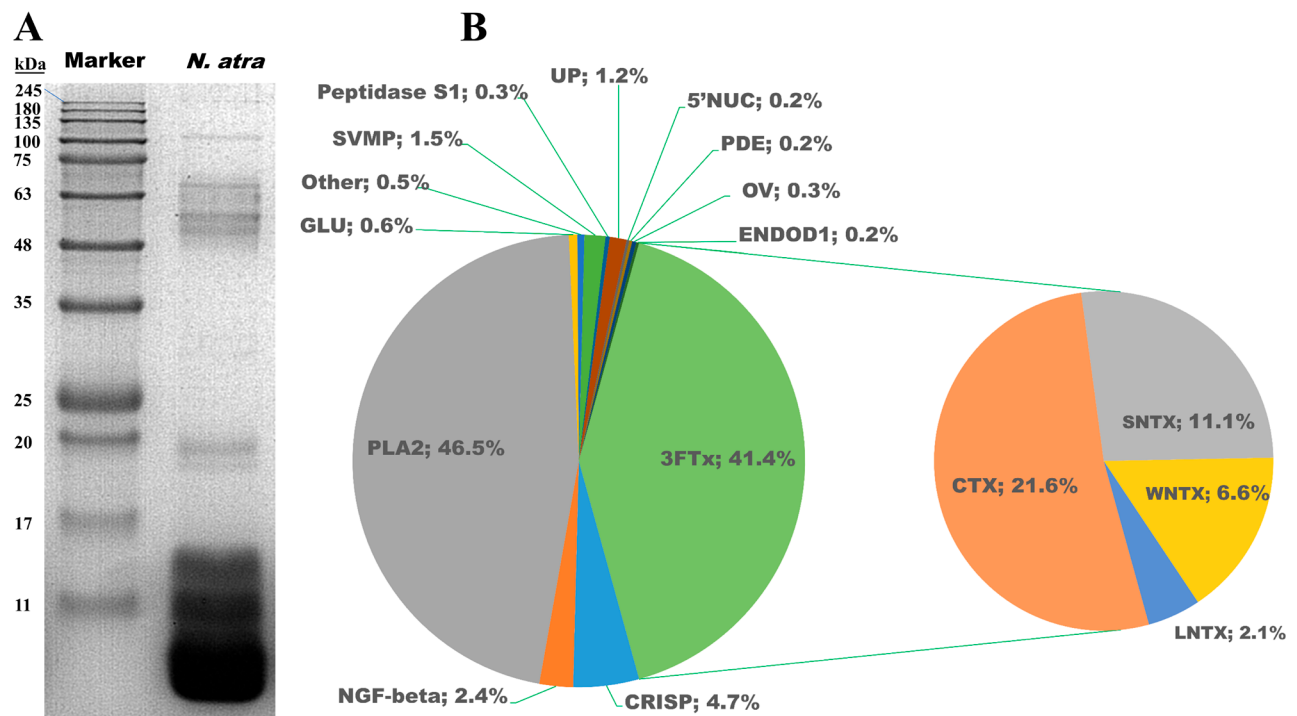 A
B
kDa
Marker
N. atra
245
180
135
100
75
63
48
35
25
20
17
11
UP; 1.2%
Peptidase S1; 0.3%
5’NUC; 0.2%
SVMP; 1.5%
PDE; 0.2%
Other; 0.5%
OV; 0.3%
GLU; 0.6%
ENDOD1; 0.2%
PLA2; 46.5%
3FTx; 41.4%
NGF-beta; 2.4%
CRISP; 4.7%
SNTX; 11.1%
CTX; 21.6%
WNTX; 6.6%
LNTX; 2.1%